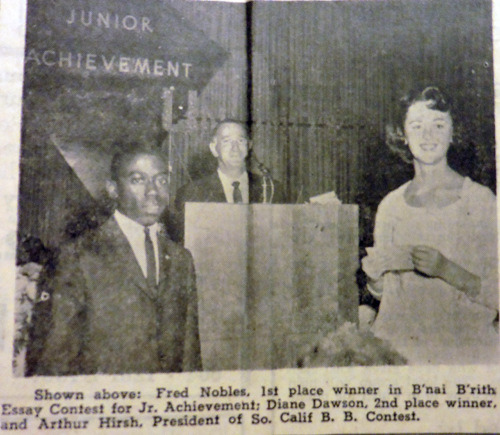 JUNIOR
ACHIEVEMENT
Shown above: Fred Nobles, 1st place winner in B'nai B'rith
Essay Contest for Jr. Achievement; Diane Dawson, 2nd place winner,
and Arthur Hirsh, President of So. Calif B. B. Contest.